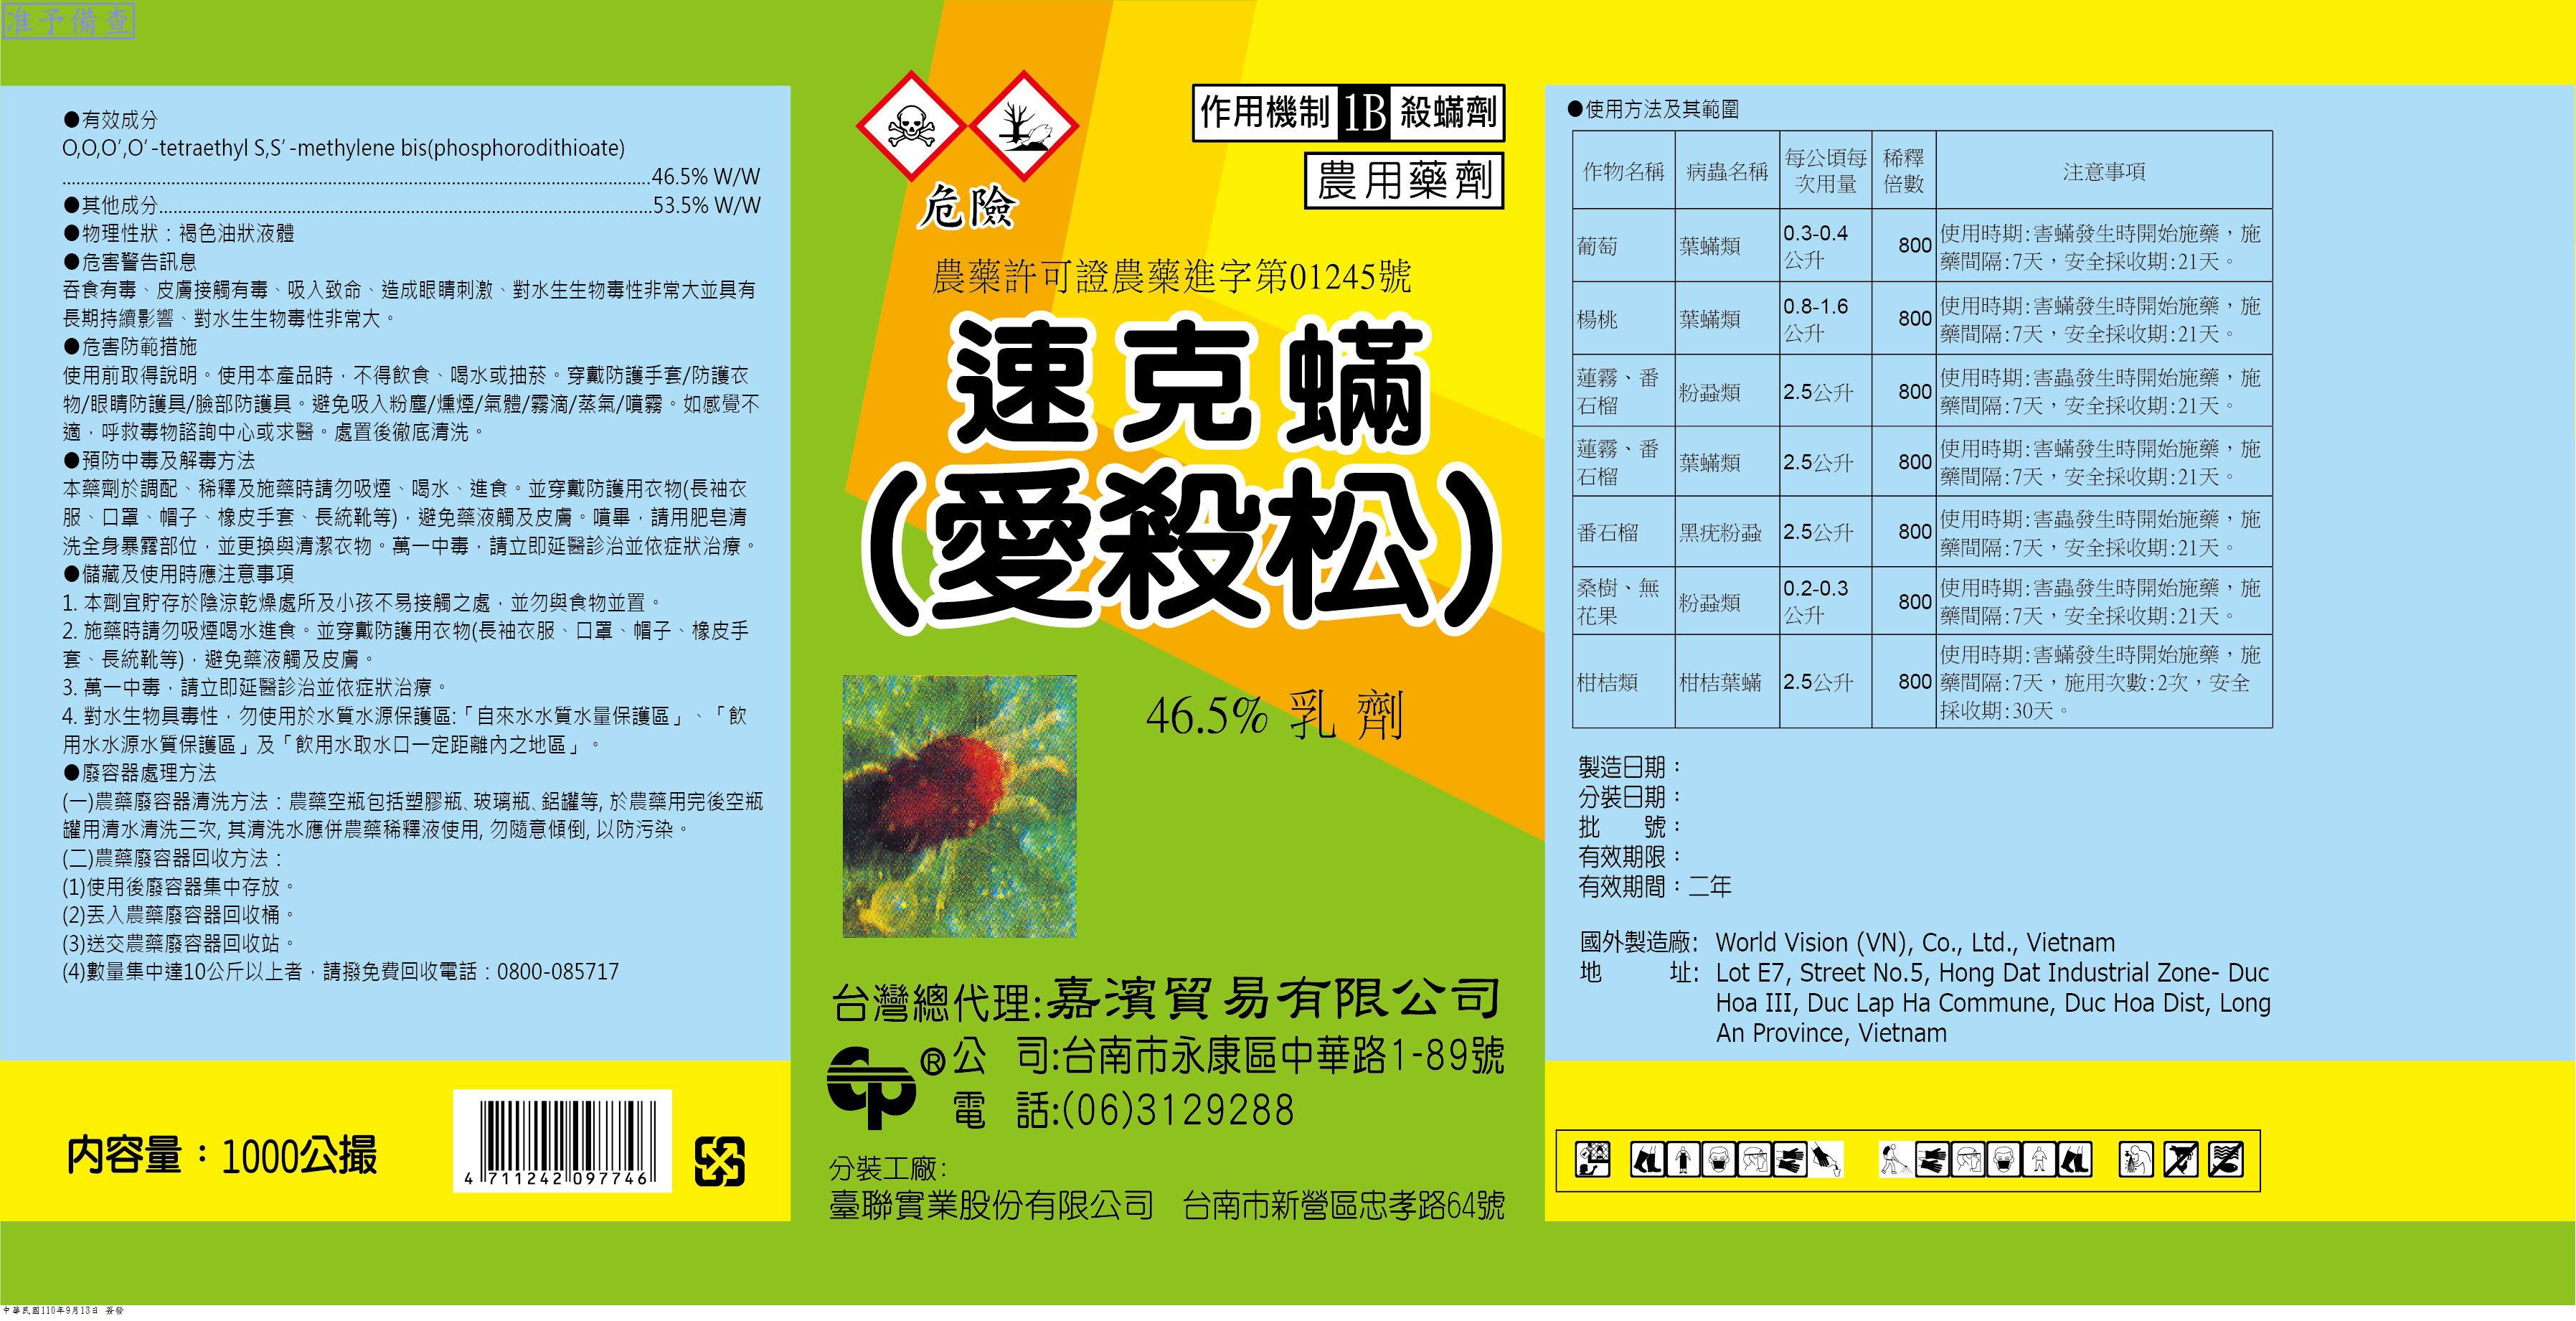 准予備查
●有效成分
O,O,O',O'-tetraethyl S,S'-methylene bis(phosphorodithioate)
......46.5% W/W
●其他成分......53.5% W/W
●物理性狀：褐色油狀液體
●危害警告訊息
吞食有毒、皮膚接觸有毒、吸入致命、造成眼睛刺激、對水生生物毒性非常大並具有
長期持續影響、對水生生物毒性非常大。
●危害防範措施
使用前取得說明。使用本產品時，不得飲食、喝水或抽菸。穿戴防護手套/防護衣
物/眼睛防護具/臉部防護具。避免吸入粉塵/燻煙/氣體/霧滴/蒸氣/噴霧。如感覺不
適，呼救毒物諮詢中心或求醫。處置後徹底清洗。
●預防中毒及解毒方法
本藥劑於調配、稀釋及施藥時請勿吸煙、喝水、進食。並穿戴防護用衣物(長袖衣
服、口罩、帽子、橡皮手套、長統靴等)，避免藥液觸及皮膚。噴畢，請用肥皂清
洗全身暴露部位，並更換與清潔衣物。萬一中毒，請立即延醫診治並依症狀治療。
●儲藏及使用時應注意事項
1. 本劑宜貯存於陰涼乾燥處所及小孩不易接觸之處，並勿與食物並置。
2. 施藥時請勿吸煙喝水進食。並穿戴防護用衣物(長袖衣服、口罩、帽子、橡皮手
套、長統靴等)，避免藥液觸及皮膚。
3. 萬一中毒，請立即延醫診治並依症狀治療。
4. 對水生物具毒性，勿使用於水質水源保護區:「自來水水質水量保護區」、「飲
用水水源水質保護區」及「飲用水取水口一定距離內之地區」。
●廢容器處理方法
(一)農藥廢容器清洗方法：農藥空瓶包括塑膠瓶、玻璃瓶、鋁罐等, 於農藥用完後空瓶
罐用清水清洗三次, 其清洗水應併農藥稀釋液使用, 勿隨意傾倒, 以防污染。
(二)農藥廢容器回收方法：
(1)使用後廢容器集中存放。
(2)丟入農藥廢容器回收桶。
(3)送交農藥廢容器回收站。
(4)數量集中達10公斤以上者，請撥免費回收電話：0800-085717
內容量：1000公撮
4 711242 097746
危險
作用機制 1B 殺蟎劑
農用藥劑
農藥許可證農藥進字第01245號
速克蟎
(愛殺松)
46.5% 乳 劑
台灣總代理:嘉濱貿易有限公司
CP ® 公 司:台南市永康區中華路1-89號
電 話:(06)3129288
分裝工廠:
臺聯實業股份有限公司 台南市新營區忠孝路64號
●使用方法及其範圍
作物名稱 病蟲名稱 每公頃每次用量 稀釋倍數 注意事項
葡萄 葉蟎類 0.3-0.4公升 800 使用時期:害蟎發生時開始施藥，施藥間隔:7天，安全採收期:21天。
楊桃 葉蟎類 0.8-1.6公升 800 使用時期:害蟎發生時開始施藥，施藥間隔:7天，安全採收期:21天。
蓮霧、番石榴 粉蝨類 2.5公升 800 使用時期:害蟲發生時開始施藥，施藥間隔:7天，安全採收期:21天。
蓮霧、番石榴 葉蟎類 2.5公升 800 使用時期:害蟎發生時開始施藥，施藥間隔:7天，安全採收期:21天。
番石榴 黑疣粉蝨 2.5公升 800 使用時期:害蟲發生時開始施藥，施藥間隔:7天，安全採收期:21天。
桑樹、無花果 粉蝨類 0.2-0.3公升 800 使用時期:害蟲發生時開始施藥，施藥間隔:7天，安全採收期:21天。
柑桔類 柑桔葉蟎 2.5公升 800 使用時期:害蟎發生時開始施藥，施藥間隔:7天，施用次數:2次，安全採收期:30天。
製造日期：
分裝日期：
批 號：
有效期限：
有效期間：二年
國外製造廠: World Vision (VN), Co., Ltd., Vietnam
地 址: Lot E7, Street No.5, Hong Dat Industrial Zone- Duc
Hoa III, Duc Lap Ha Commune, Duc Hoa Dist, Long
An Province, Vietnam
中華民國110年9月13日 簽發